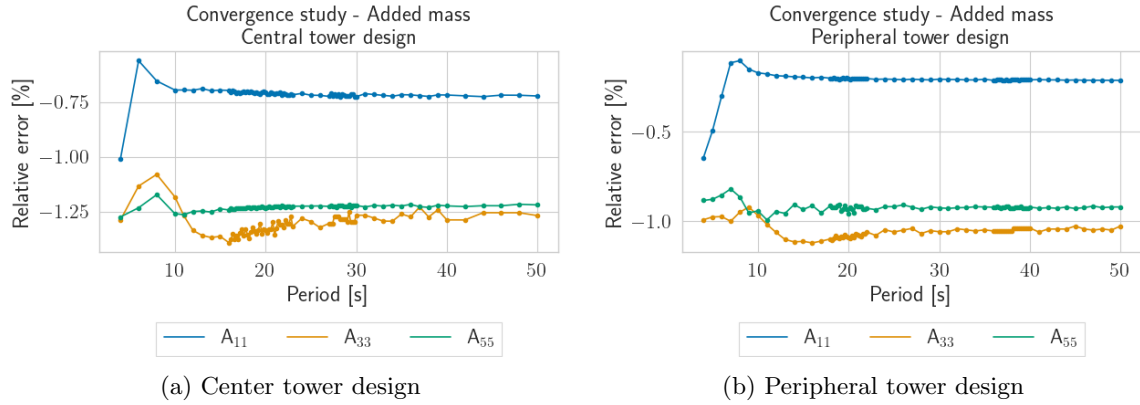 Convergence study - Added mass
Central tower design
Relative error [%]
−0.75
−1.00
−1.25
10
20
30
40
50
Period [s]
A₁₁
A₃₃
A₅₅
(a) Center tower design
Convergence study - Added mass
Peripheral tower design
Relative error [%]
−0.5
−1.0
10
20
30
40
50
Period [s]
A₁₁
A₃₃
A₅₅
(b) Peripheral tower design